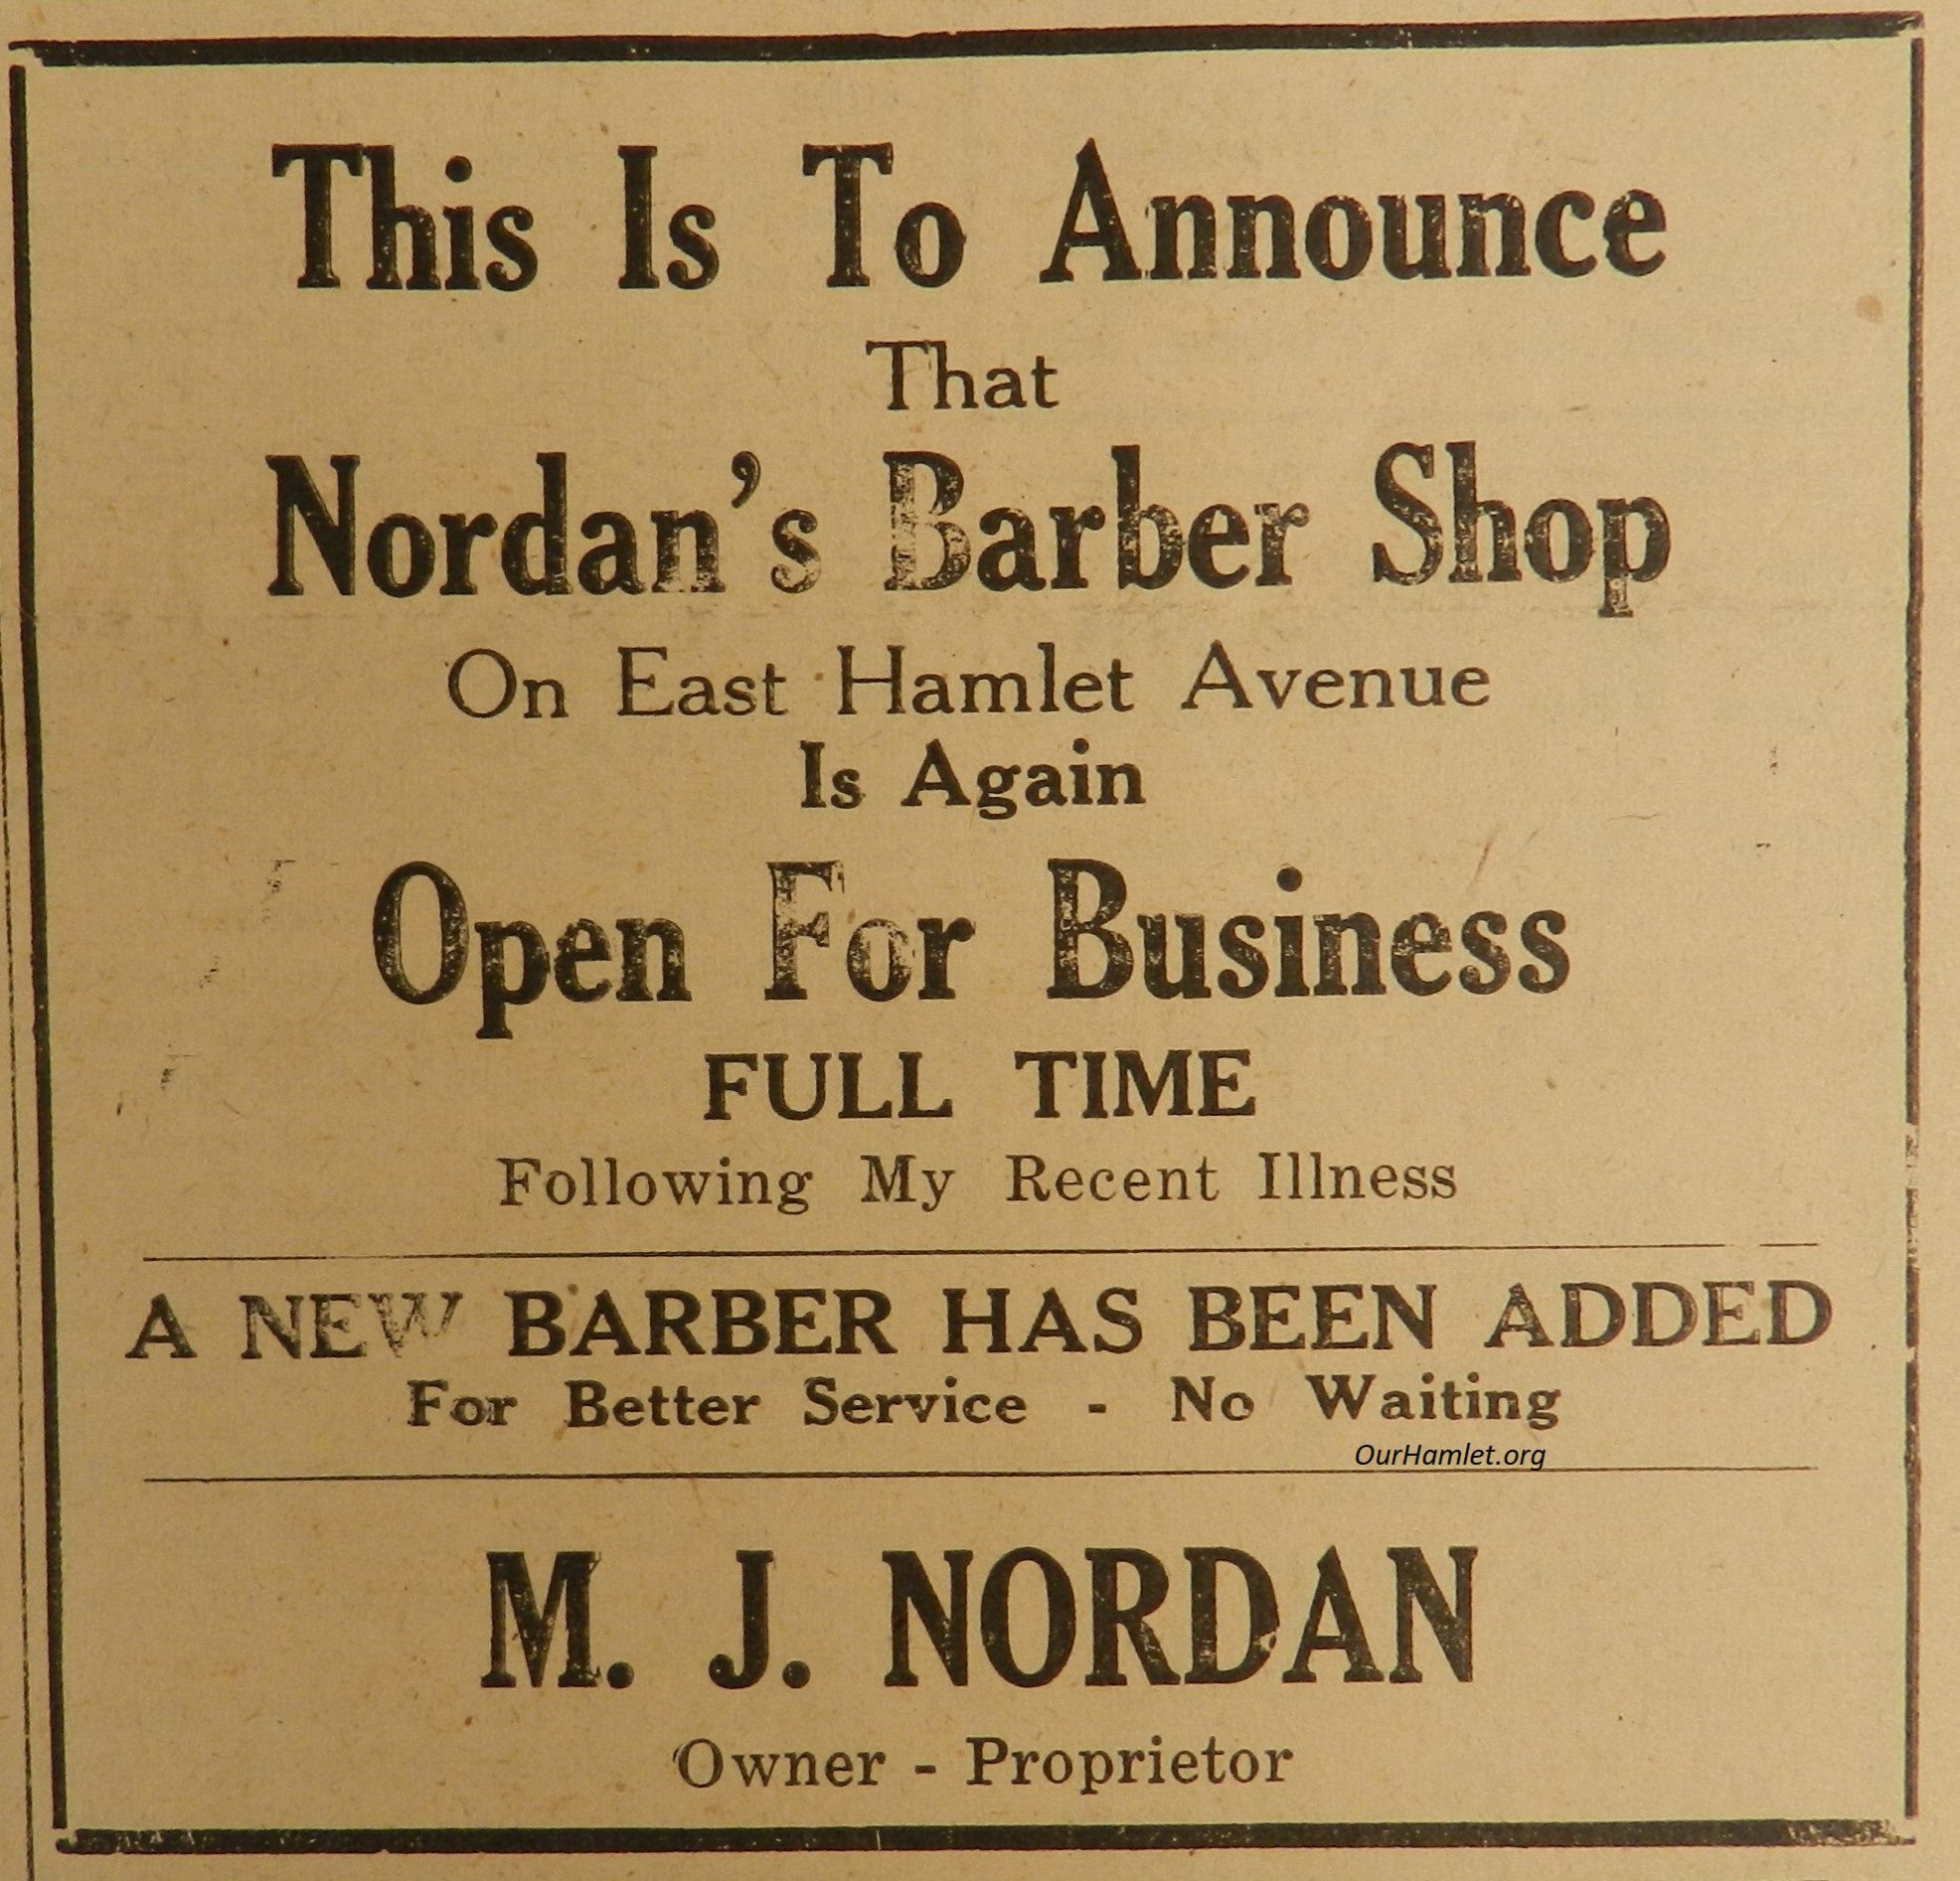 This Is To Announce
That
Nordan's Barber Shop
On East Hamlet Avenue
Is Again
Open For Business
FULL TIME
Following My Recent Illness
A NEW BARBER HAS BEEN ADDED
For Better Service - No Waiting
OurHamlet.org
M. J. NORDAN
Owner - Proprietor